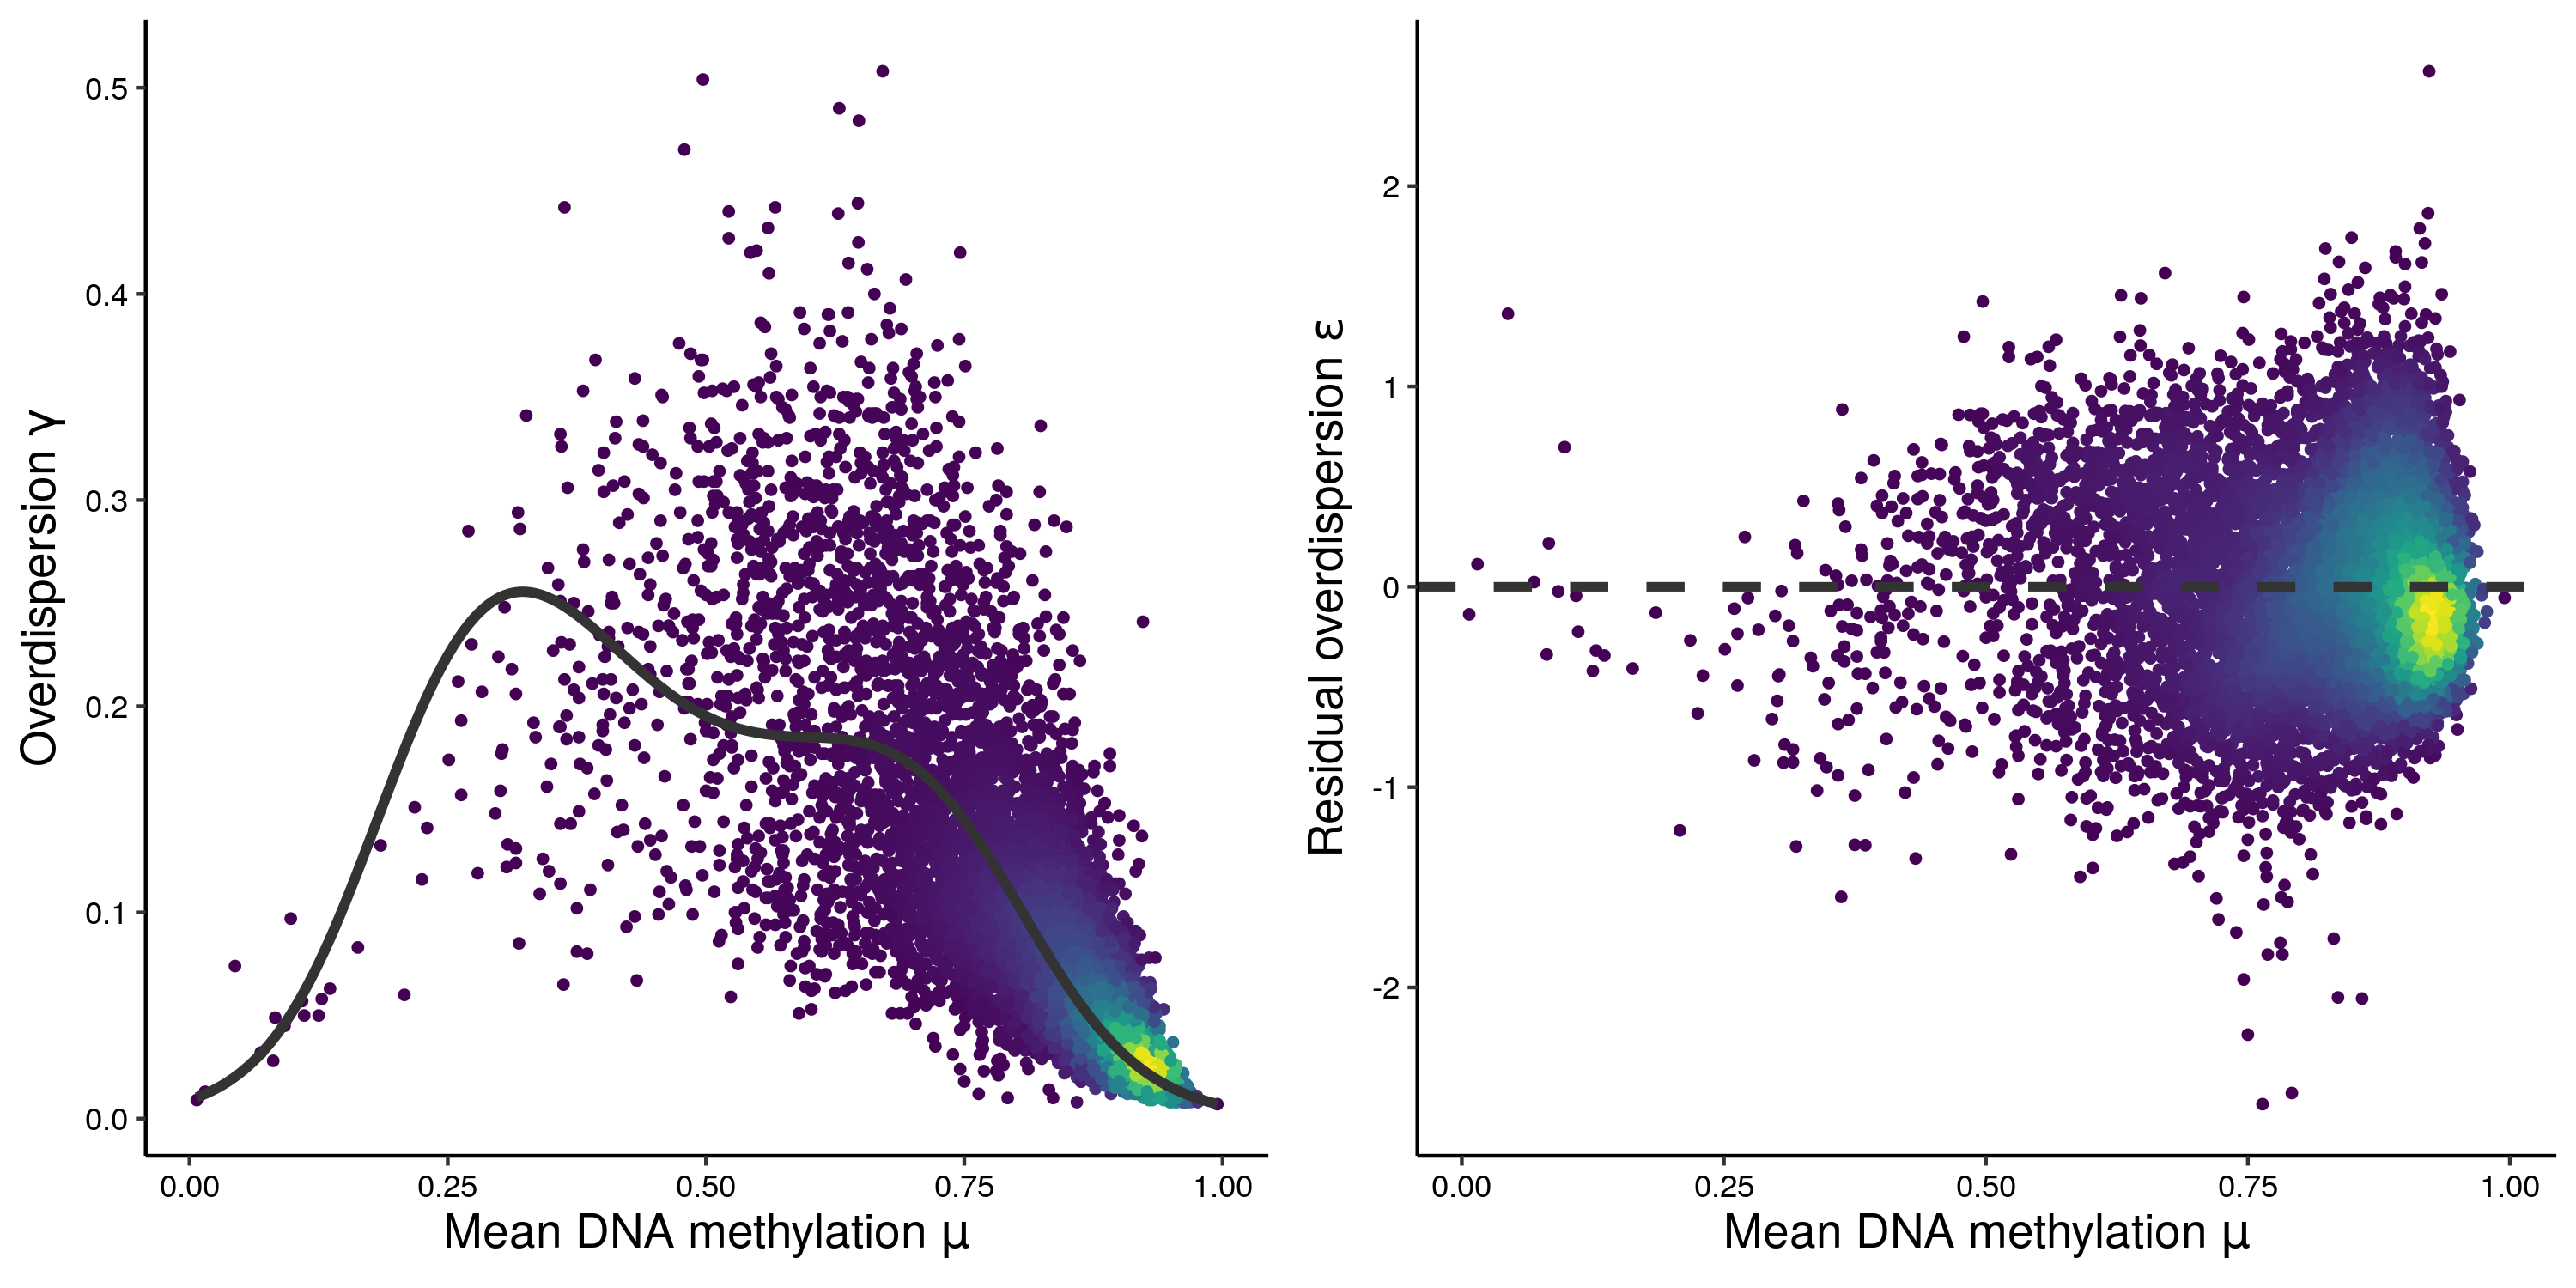 Overdispersion γ
0.5
0.4
0.3
0.2
0.1
0.0
0.00 0.25 0.50 0.75 1.00
Mean DNA methylation μ
Residual overdispersion ε
2
1
0
-1
-2
0.00 0.25 0.50 0.75 1.00
Mean DNA methylation μ